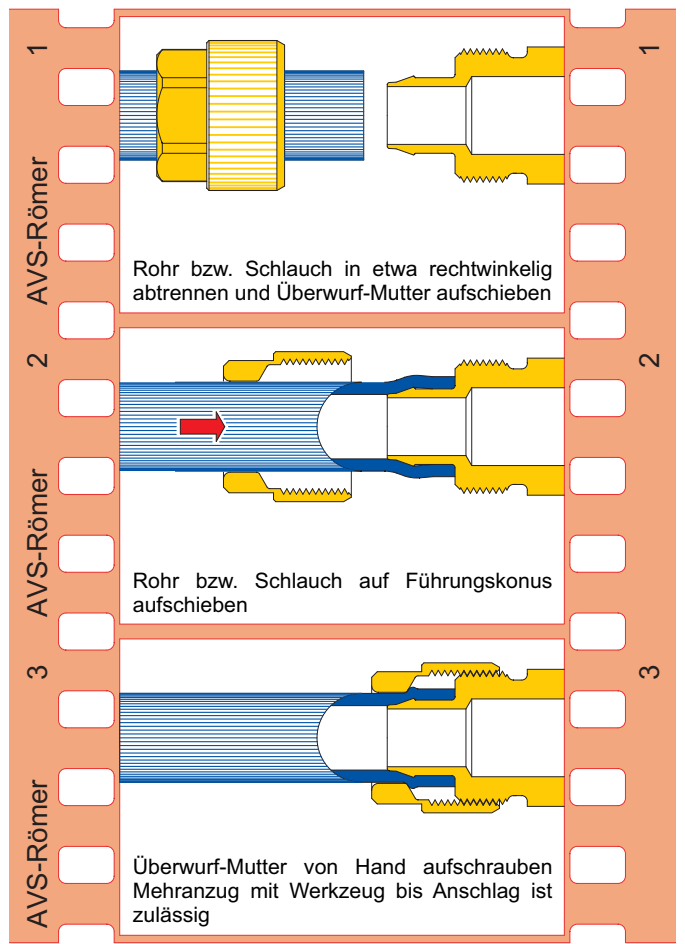 1
AVS-Römer
1
Rohr bzw. Schlauch in etwa rechtwinkelig
abtrennen und Überwurf-Mutter aufschieben
2
AVS-Römer
2
Rohr bzw. Schlauch auf Führungskonus
aufschieben
3
AVS-Römer
3
Überwurf-Mutter von Hand aufschrauben
Mehranzug mit Werkzeug bis Anschlag ist
zulässig